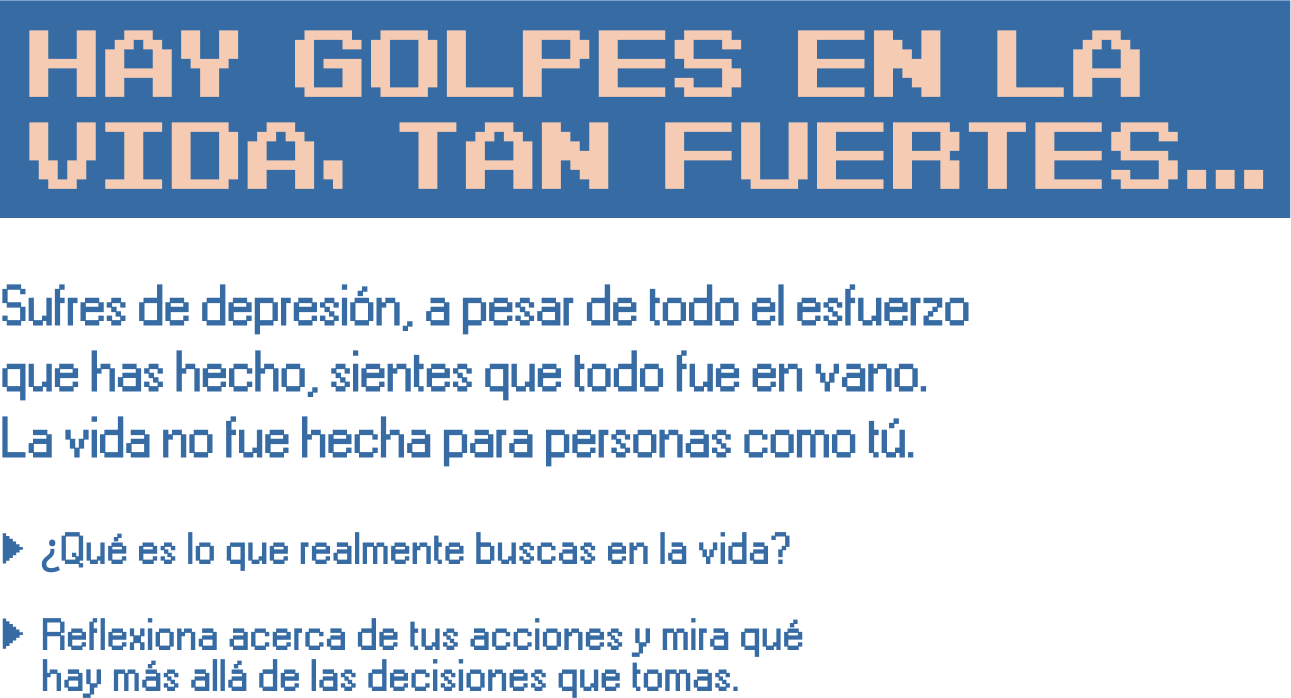 HAY GOLPES EN LA
VIDA, TAN FUERTES...
Sufres de depresión, a pesar de todo el esfuerzo
que has hecho, sientes que todo fue en vano.
La vida no fue hecha para personas como tú.
¿Qué es lo que realmente buscas en la vida?
Reflexiona acerca de tus acciones y mira qué
hay más allá de las decisiones que tomas.